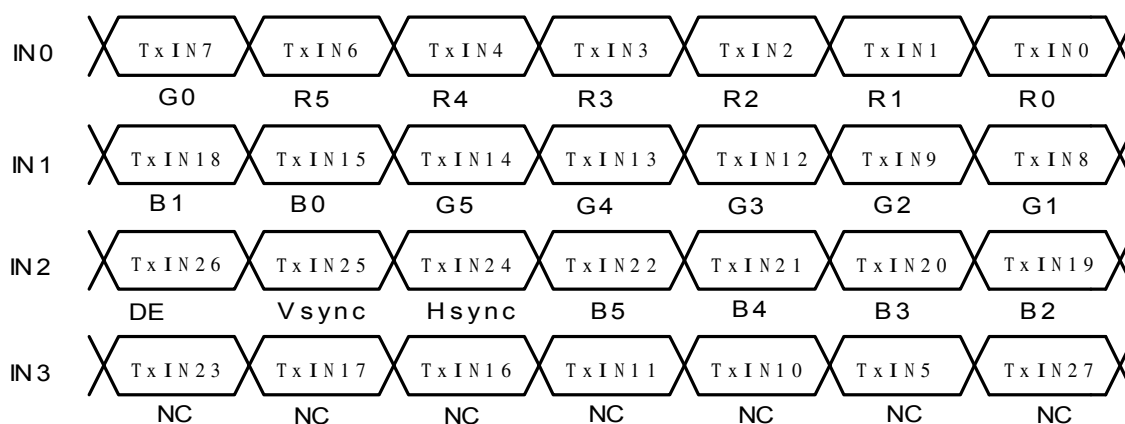 IN0 TxIN7 TxIN6 TxIN4 TxIN3 TxIN2 TxIN1 TxIN0
G0 R5 R4 R3 R2 R1 R0
IN1 TxIN18 TxIN15 TxIN14 TxIN13 TxIN12 TxIN9 TxIN8
B1 B0 G5 G4 G3 G2 G1
IN2 TxIN26 TxIN25 TxIN24 TxIN22 TxIN21 TxIN20 TxIN19
DE Vsync Hsync B5 B4 B3 B2
IN3 TxIN23 TxIN17 TxIN16 TxIN11 TxIN10 TxIN5 TxIN27
NC NC NC NC NC NC NC